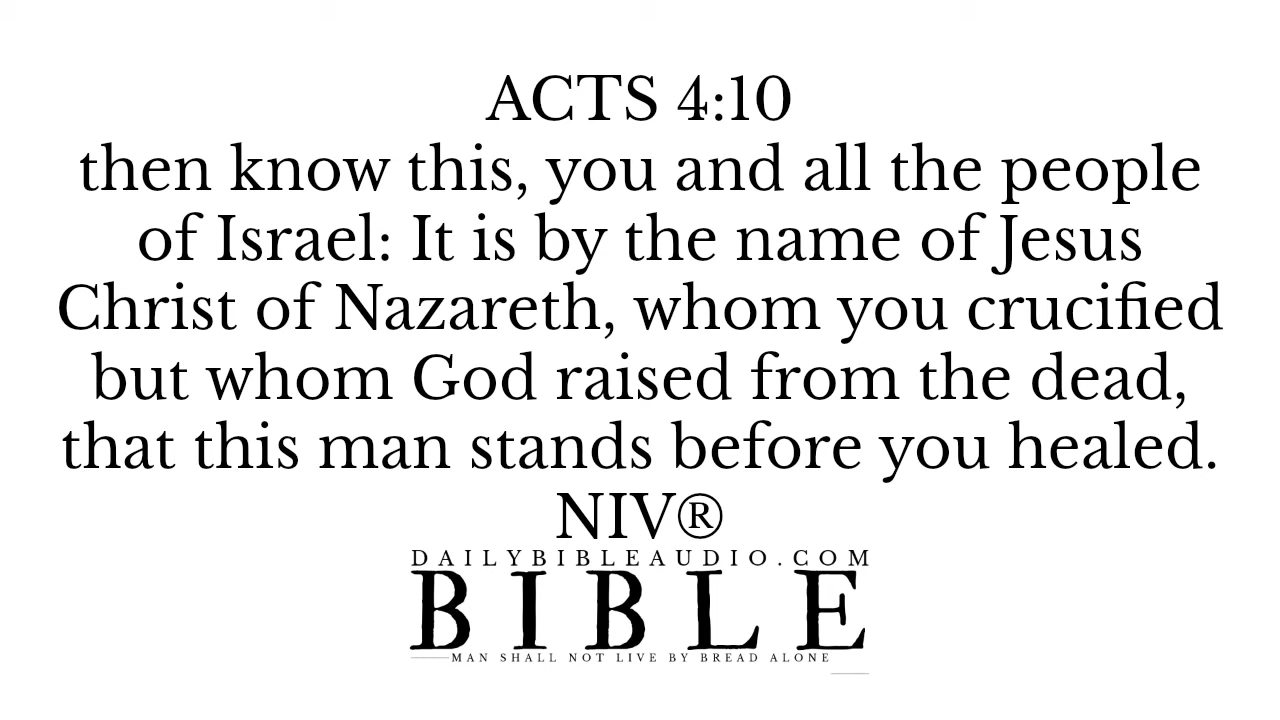 ACTS 4:10
then know this, you and all the people
of Israel: It is by the name of Jesus
Christ of Nazareth, whom you crucified
but whom God raised from the dead,
that this man stands before you healed.
NIV®
DAILYBIBLEAUDIO.COM
BIBLE
MAN SHALL NOT LIVE BY BREAD ALONE